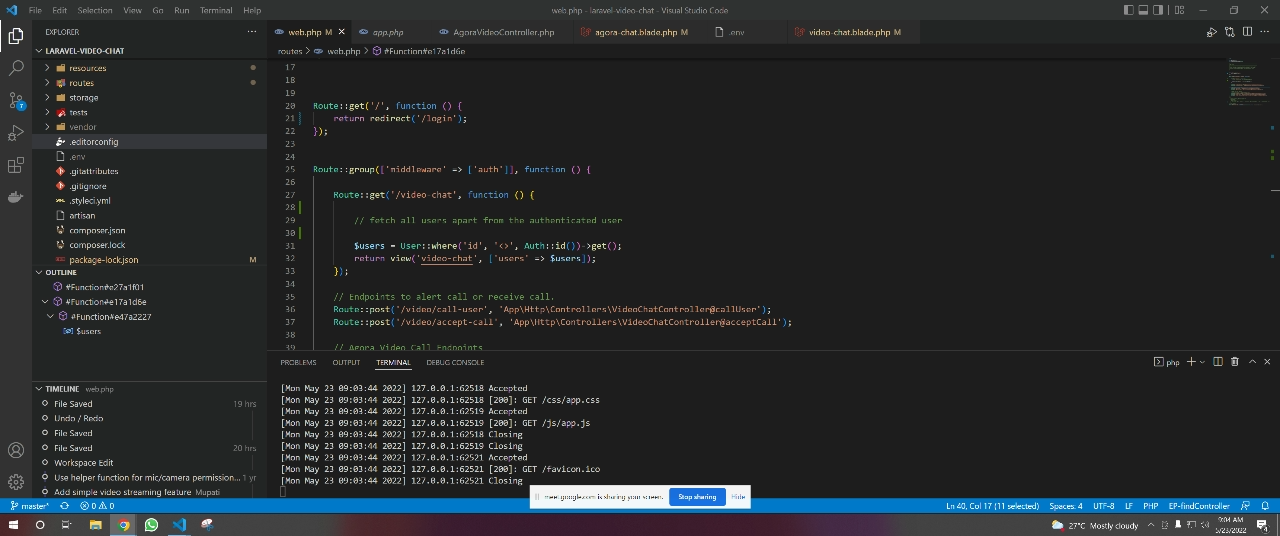 File Edit Selection View Go Run Terminal Help
web.php - laravel-video-chat - Visual Studio Code
EXPLORER
LARAVEL-VIDEO-CHAT
resources
routes
storage
tests
vendor
.editorconfig
.env
.gitattributes
.gitignore
.styleci.yml
artisan
composer.json
composer.lock
package-lock.json M
OUTLINE
#Function#e27a1f01
#Function#e17a1d6e
#Function#e47a2227
$users
TIMELINE web.php
File Saved 19 hrs
Undo / Redo
File Saved
File Saved 20 hrs
Workspace Edit
Use helper function for mic/camera permission... 1 yr
Add simple video streaming feature Mupati
web.php M app.php AgoraVideoController.php agora-chat.blade.php M .env video-chat.blade.php M
routes > web.php > #Function#e17a1d6e
17
18
19
20 Route::get('/', function () {
21 return redirect('/login');
22 });
23
24
25 Route::group(['middleware' => ['auth']], function () {
26
27 Route::get('/video-chat', function () {
28
29 // fetch all users apart from the authenticated user
30
31 $users = User::where('id', '<>', Auth::id())->get();
32 return view('video-chat', ['users' => $users]);
33 });
34
35 // Endpoints to alert call or receive call.
36 Route::post('/video/call-user', 'App\Http\Controllers\VideoChatController@callUser');
37 Route::post('/video/accept-call', 'App\Http\Controllers\VideoChatController@acceptCall');
38
39 // Agora Video Call Endpoints
PROBLEMS OUTPUT TERMINAL DEBUG CONSOLE
php
[Mon May 23 09:03:44 2022] 127.0.0.1:62518 Accepted
[Mon May 23 09:03:44 2022] 127.0.0.1:62518 [200]: GET /css/app.css
[Mon May 23 09:03:44 2022] 127.0.0.1:62519 Accepted
[Mon May 23 09:03:44 2022] 127.0.0.1:62519 [200]: GET /js/app.js
[Mon May 23 09:03:44 2022] 127.0.0.1:62518 Closing
[Mon May 23 09:03:44 2022] 127.0.0.1:62519 Closing
[Mon May 23 09:03:44 2022] 127.0.0.1:62521 Accepted
[Mon May 23 09:03:44 2022] 127.0.0.1:62521 [200]: GET /favicon.ico
[Mon May 23 09:03:44 2022] 127.0.0.1:62521 Closing
meet.google.com is sharing your screen. Stop sharing Hide
master* 0 0 Ln 40, Col 17 (11 selected) Spaces: 4 UTF-8 LF PHP EP-findController
27°C Mostly cloudy
9:04 AM
5/23/2022